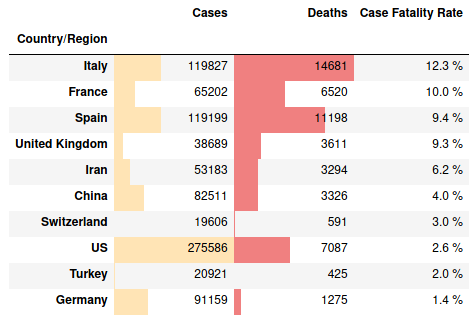 Cases Deaths Case Fatality Rate
Country/Region
Italy 119827 14681 12.3 %
France 65202 6520 10.0 %
Spain 119199 11198 9.4 %
United Kingdom 38689 3611 9.3 %
Iran 53183 3294 6.2 %
China 82511 3326 4.0 %
Switzerland 19606 591 3.0 %
US 275586 7087 2.6 %
Turkey 20921 425 2.0 %
Germany 91159 1275 1.4 %